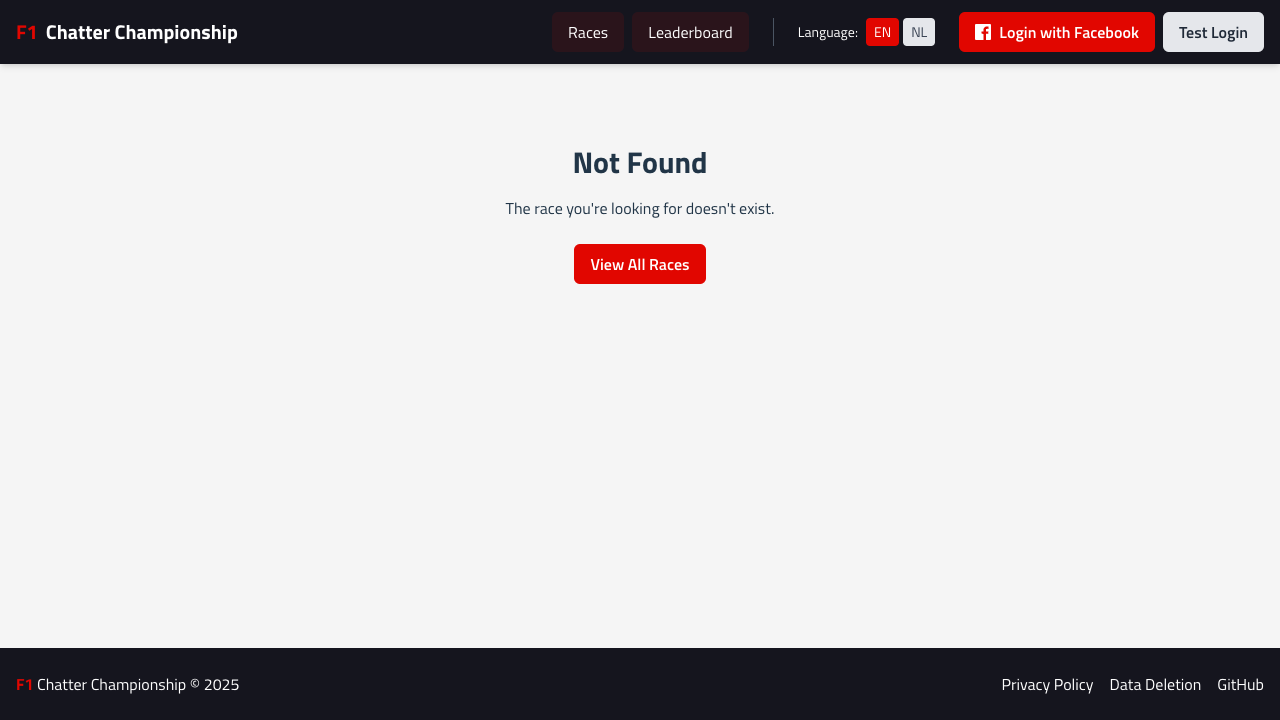 F1 Chatter Championship
Races
Leaderboard
Language:
EN
NL
Login with Facebook
Test Login
Not Found
The race you're looking for doesn't exist.
View All Races
F1 Chatter Championship © 2025
Privacy Policy
Data Deletion
GitHub